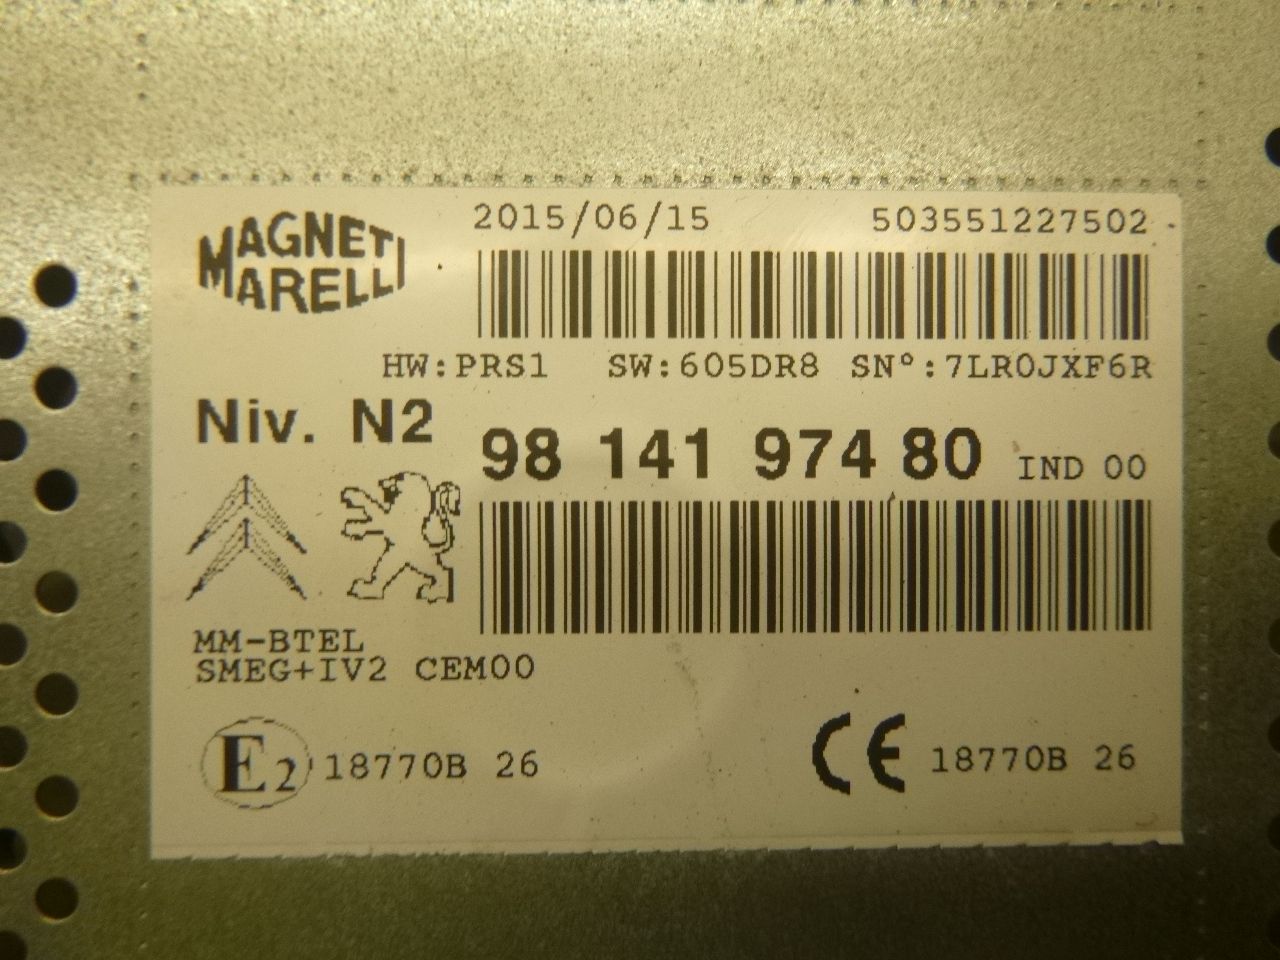 MAGNETI
MARELLI
2015/06/15 503551227502
HW:PRS1 SW:605DR8 SN°:7LR0JXF6R
Niv. N2
98 141 974 80 IND 00
MM-BTEL
SMEG+IV2 CEM00
E2 18770B 26
CE 18770B 26